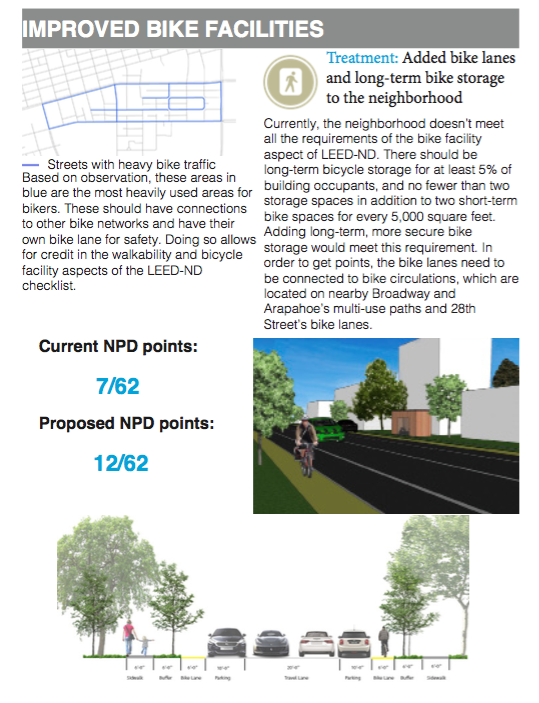 IMPROVED BIKE FACILITIES
Treatment: Added bike lanes
and long-term bike storage
to the neighborhood
Streets with heavy bike traffic
Based on observation, these areas in
blue are the most heavily used areas for
bikers. These should have connections
to other bike networks and have their
own bike lane for safety. Doing so allows
for credit in the walkability and bicycle
facility aspects of the LEED-ND
checklist.
Currently, the neighborhood doesn't meet
all the requirements of the bike facility
aspect of LEED-ND. There should be
long-term bicycle storage for at least 5% of
building occupants, and no fewer than two
storage spaces in addition to two short-term
bike spaces for every 5,000 square feet.
Adding long-term, more secure bike
storage would meet this requirement. In
order to get points, the bike lanes need to
be connected to bike circulations, which are
located on nearby Broadway and
Arapahoe's multi-use paths and 28th
Street's bike lanes.
Current NPD points:
7/62
Proposed NPD points:
12/62
Sidewalk Buffer Bike Lane Parking Travel Lane Parking Bike Lane Buffer Sidewalk